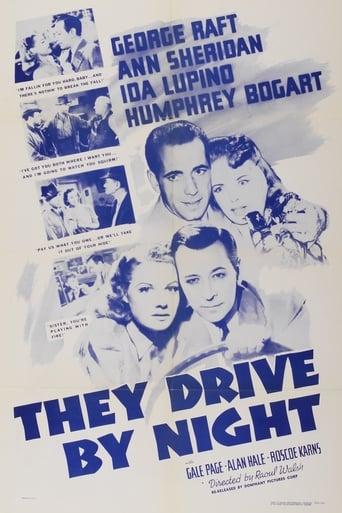 GEORGE RAFT
ANN SHERIDAN
IDA LUPINO
HUMPHREY BOGART
"I'M FALLIN' FOR YOU HARD, BABY...AND
THERE'S NOTHIN' TO BREAK THE FALL!"
"I'VE GOT YOU BOTH WHERE I WANT YOU...
AND I'M GOING TO WATCH YOU SQUIRM!"
"PAY US WHAT YOU OWE...OR WE'LL TAKE
IT OUT OF YOUR HIDE!"
"SISTER, YOU'RE
PLAYING WITH
FIRE!"
THEY DRIVE
BY NIGHT
with
GALE PAGE · ALAN HALE · ROSCOE KARNS
Directed by Raoul Walsh
RE-RELEASED BY DOMINANT PICTURES CORP